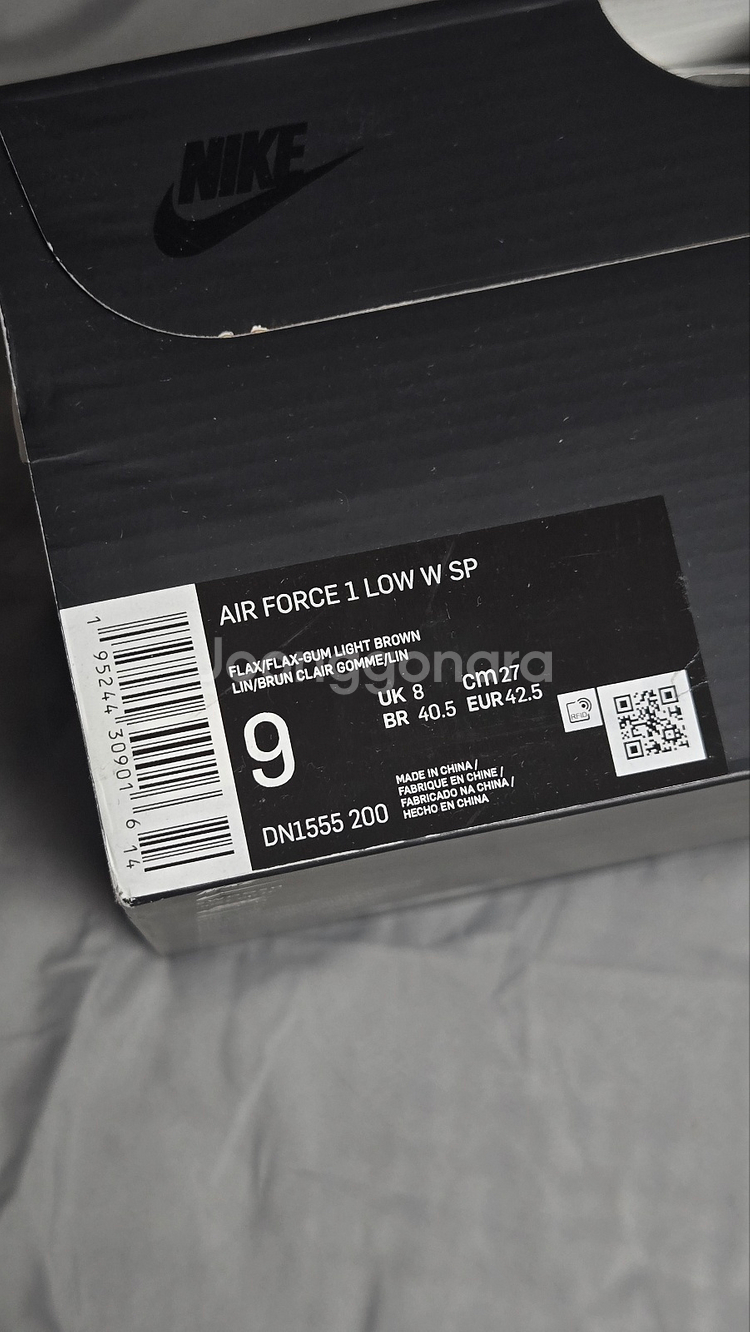 NIKE
AIR FORCE 1 LOW W SP
FLAX/FLAX-GUM LIGHT BROWN
LIN/BRUN CLAIR GOMME/LIN
Joonggonara
9
UK 8 cm 27
BR 40.5 EUR 42.5
RFID
DN1555 200
MADE IN CHINA /
FABRIQUE EN CHINE /
FABRICADO NA CHINA /
HECHO EN CHINA
1 95244 30901 6 14